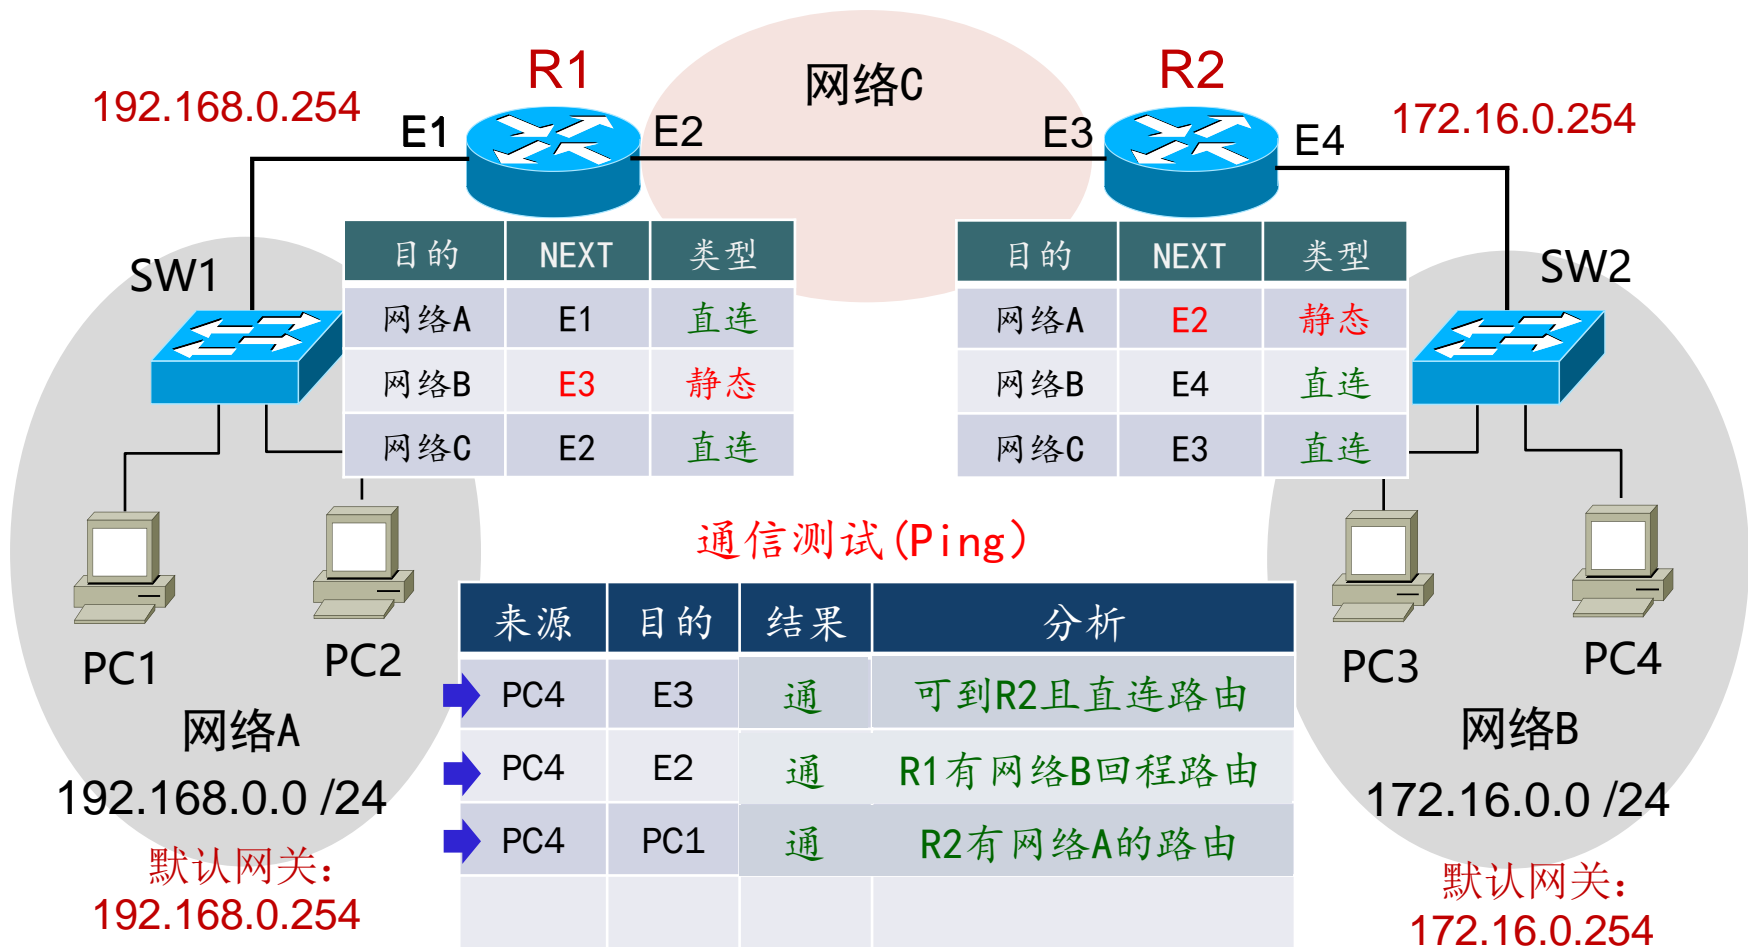 网络C
R1
R2
192.168.0.254
172.16.0.254
E1
E2
E3
E4
SW1
SW2
目的 NEXT 类型
网络A E1 直连
网络B E3 静态
网络C E2 直连
目的 NEXT 类型
网络A E2 静态
网络B E4 直连
网络C E3 直连
PC1
PC2
PC3
PC4
网络A
192.168.0.0 /24
默认网关：
192.168.0.254
网络B
172.16.0.0 /24
默认网关：
172.16.0.254
通信测试(Ping)
来源 目的 结果 分析
PC4 E3 通 可到R2且直连路由
PC4 E2 通 R1有网络B回程路由
PC4 PC1 通 R2有网络A的路由